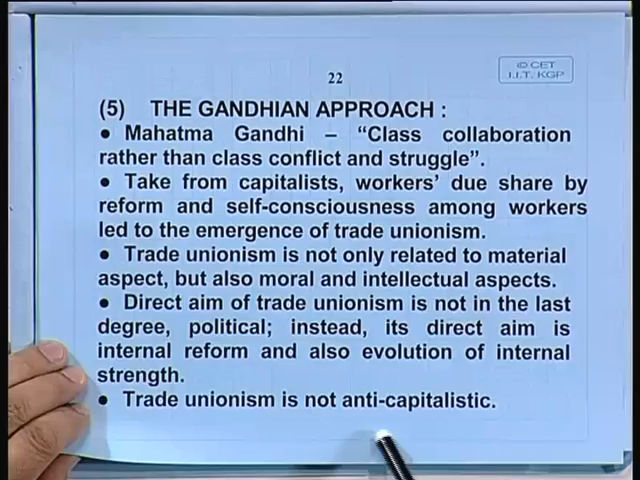 © CET
I.I.T. KGP
22
(5) THE GANDHIAN APPROACH :
● Mahatma Gandhi – “Class collaboration
rather than class conflict and struggle”.
● Take from capitalists, workers’ due share by
reform and self-consciousness among workers
led to the emergence of trade unionism.
● Trade unionism is not only related to material
aspect, but also moral and intellectual aspects.
● Direct aim of trade unionism is not in the last
degree, political; instead, its direct aim is
internal reform and also evolution of internal
strength.
● Trade unionism is not anti-capitalistic.